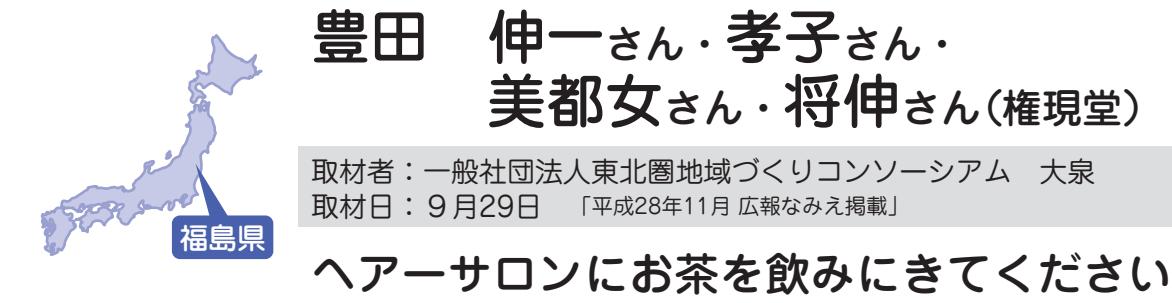 豊田　伸一さん・孝子さん・
美都女さん・将伸さん（権現堂）
取材者：一般社団法人東北圏地域づくりコンソーシアム　大泉
取材日：９月29日　「平成28年11月 広報なみえ掲載」
福島県
ヘアーサロンにお茶を飲みにきてください